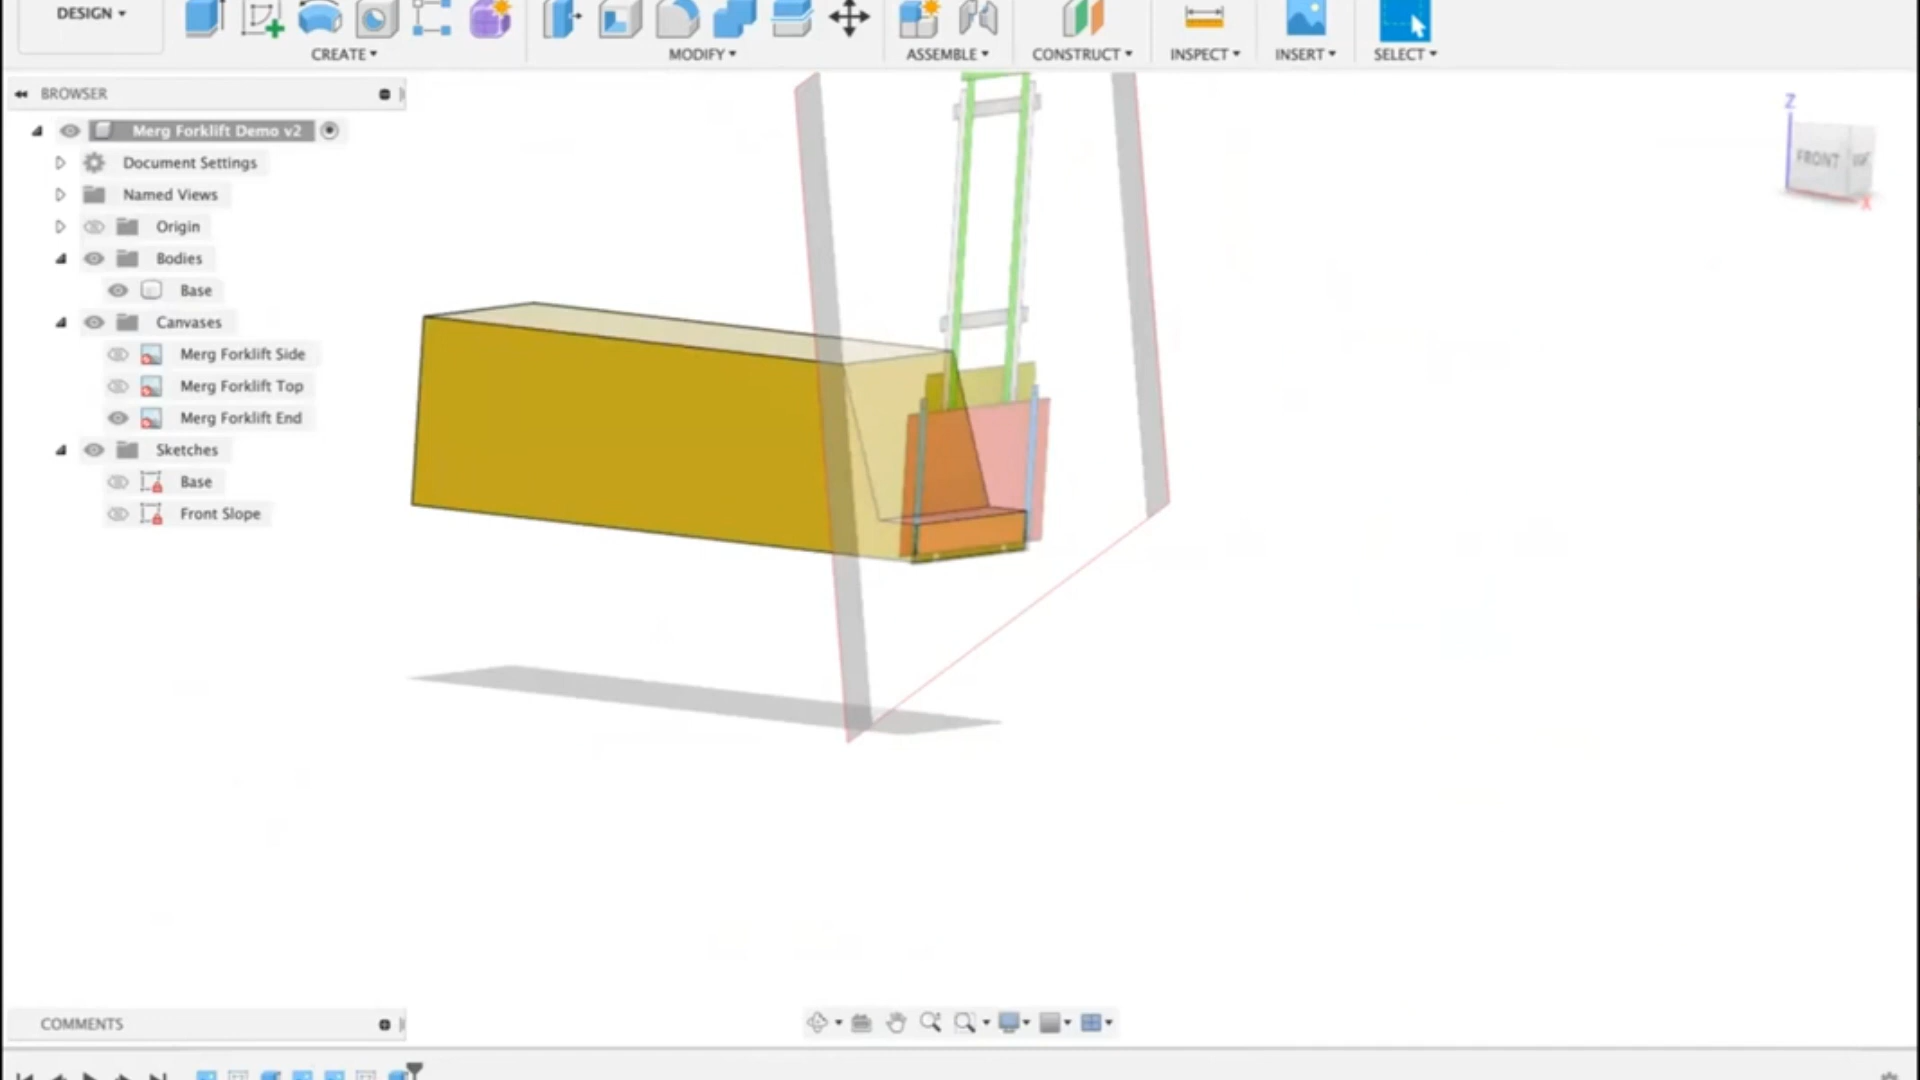 DESIGN
CREATE
MODIFY
ASSEMBLE
CONSTRUCT
INSPECT
INSERT
SELECT
BROWSER
Merg Forklift Demo v2
Document Settings
Named Views
Origin
Bodies
Base
Canvases
Merg Forklift Side
Merg Forklift Top
Merg Forklift End
Sketches
Base
Front Slope
Z
FRONT
X
COMMENTS